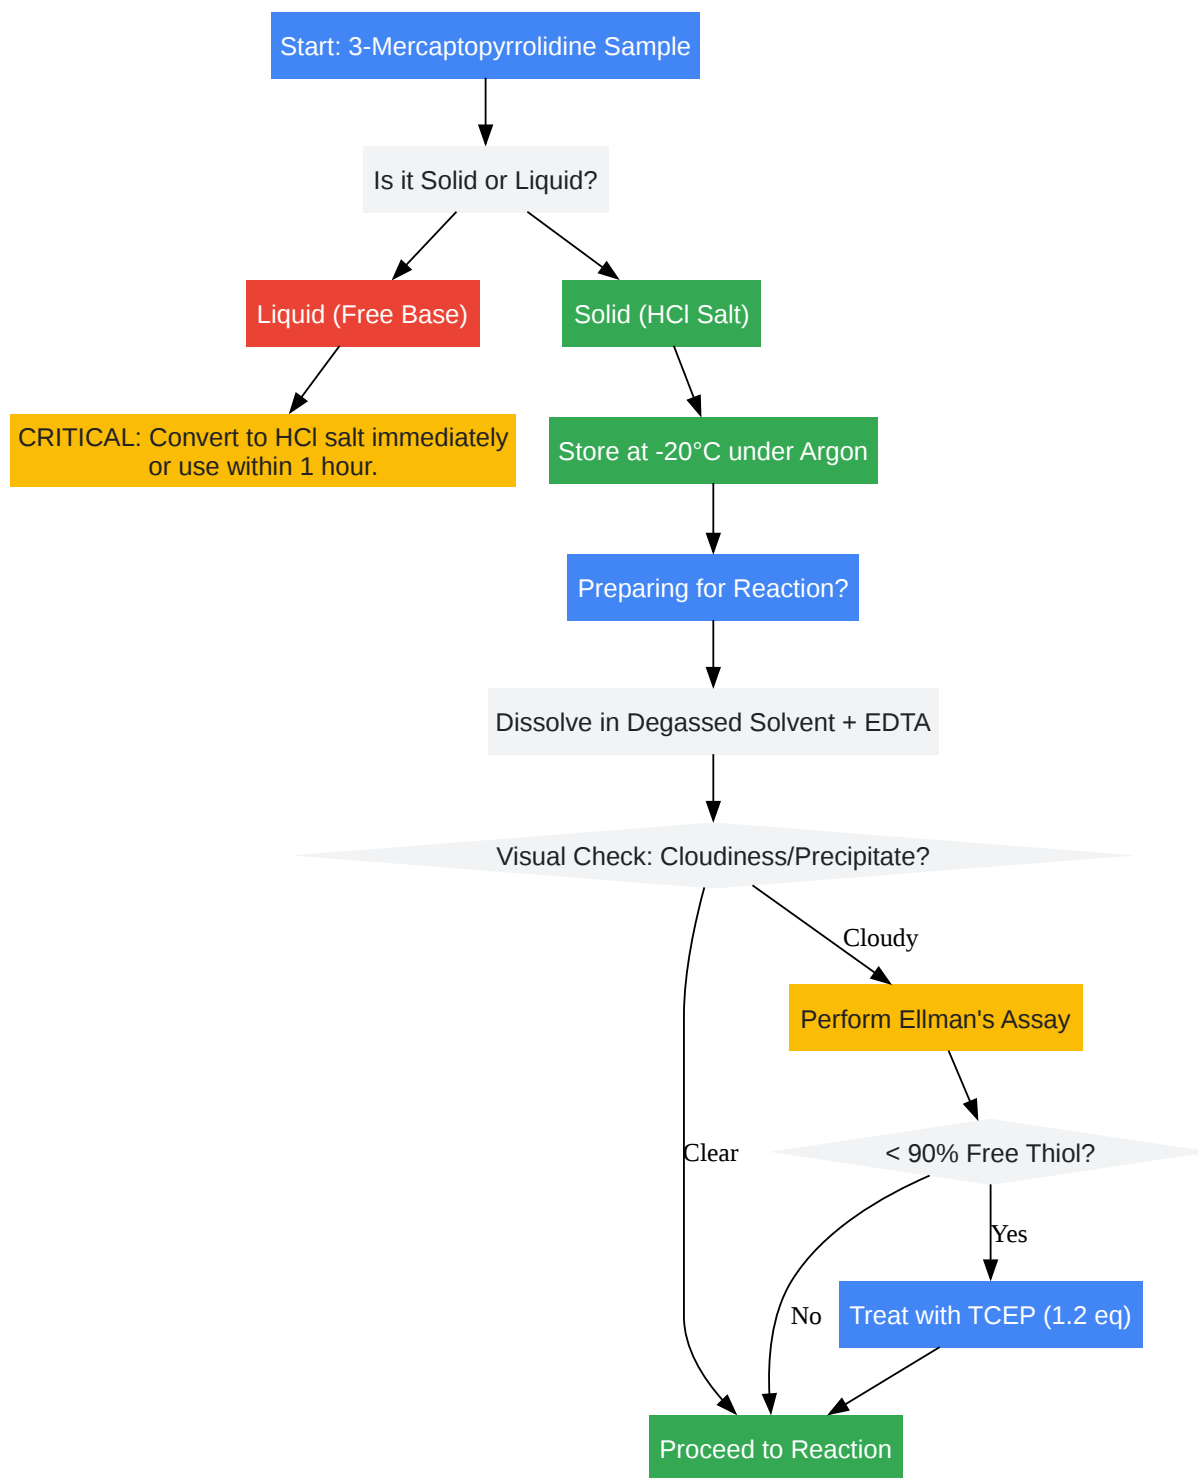 Start: 3-Mercaptopyrrolidine Sample
Is it Solid or Liquid?
Liquid (Free Base)
Solid (HCl Salt)
CRITICAL: Convert to HCl salt immediately
or use within 1 hour.
Store at -20°C under Argon
Preparing for Reaction?
Dissolve in Degassed Solvent + EDTA
Visual Check: Cloudiness/Precipitate?
Cloudy
Perform Ellman's Assay
Clear
< 90% Free Thiol?
Yes
No
Treat with TCEP (1.2 eq)
Proceed to Reaction